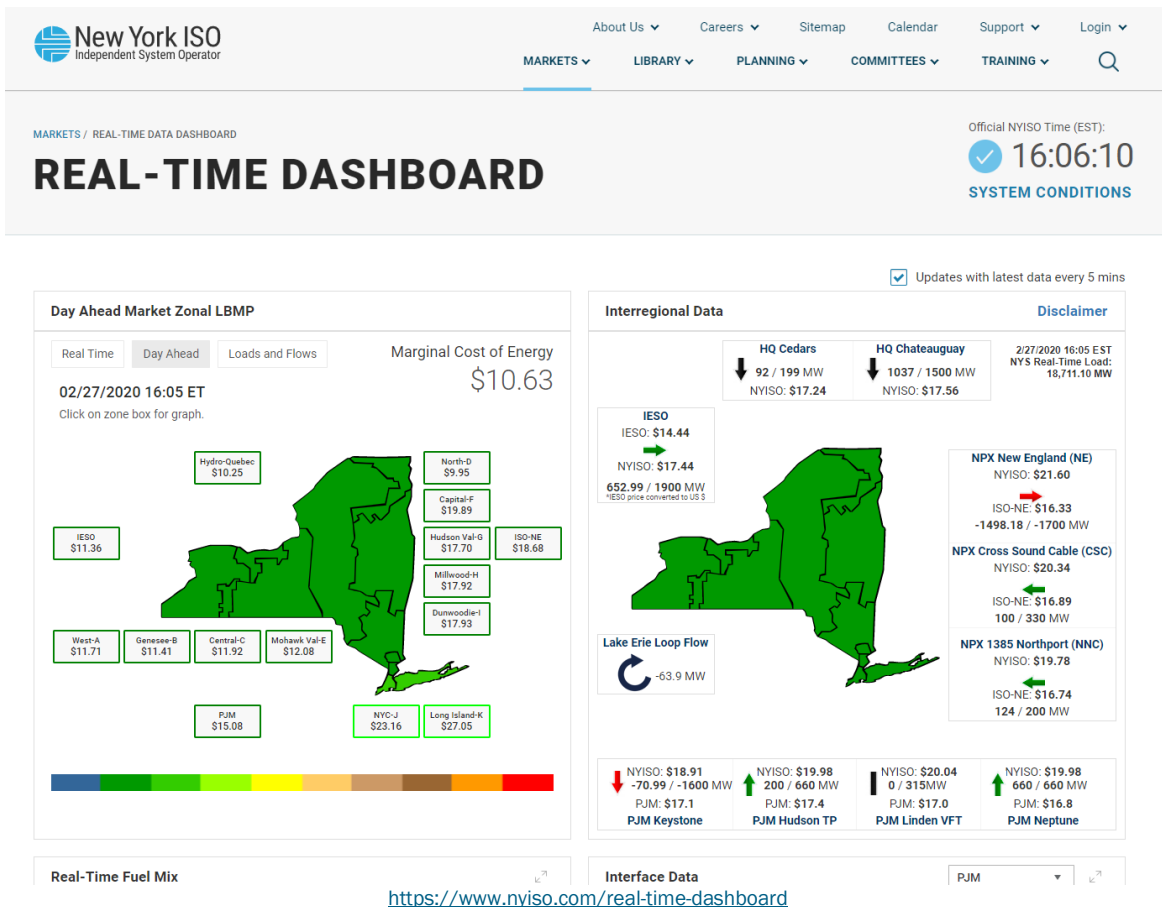 New York ISO
Independent System Operator
About Us Careers Sitemap Calendar Support Login
MARKETS LIBRARY PLANNING COMMITTEES TRAINING
MARKETS / REAL-TIME DATA DASHBOARD
REAL-TIME DASHBOARD
Official NYISO Time (EST):
16:06:10
SYSTEM CONDITIONS
Updates with latest data every 5 mins
Day Ahead Market Zonal LBMP
Real Time Day Ahead Loads and Flows
Marginal Cost of Energy
$10.63
02/27/2020 16:05 ET
Click on zone box for graph.
Hydro-Quebec
$10.25
North-D
$9.95
Capital-F
$19.89
IESO
$11.36
Hudson Val-G
$17.70
ISO-NE
$18.68
Millwood-H
$17.92
Dunwoodie-I
$17.93
West-A
$11.71
Genesee-B
$11.41
Central-C
$11.92
Mohawk Val-E
$12.08
PJM
$15.08
NYC-J
$23.16
Long Island-K
$27.05
Interregional Data
Disclaimer
HQ Cedars
92 / 199 MW
NYISO: $17.24
HQ Chateauguay
1037 / 1500 MW
NYISO: $17.56
2/27/2020 16:05 EST
NYS Real-Time Load:
18,711.10 MW
IESO
IESO: $14.44
NYISO: $17.44
652.99 / 1900 MW
*IESO price converted to US $
NPX New England (NE)
NYISO: $21.60
ISO-NE: $16.33
-1498.18 / -1700 MW
NPX Cross Sound Cable (CSC)
NYISO: $20.34
ISO-NE: $16.89
100 / 330 MW
NPX 1385 Northport (NNC)
NYISO: $19.78
ISO-NE: $16.74
124 / 200 MW
Lake Erie Loop Flow
-63.9 MW
NYISO: $18.91
-70.99 / -1600 MW
PJM: $17.1
PJM Keystone
NYISO: $19.98
200 / 660 MW
PJM: $17.4
PJM Hudson TP
NYISO: $20.04
0 / 315MW
PJM: $17.0
PJM Linden VFT
NYISO: $19.98
660 / 660 MW
PJM: $16.8
PJM Neptune
Real-Time Fuel Mix
Interface Data
PJM
https://www.nyiso.com/real-time-dashboard